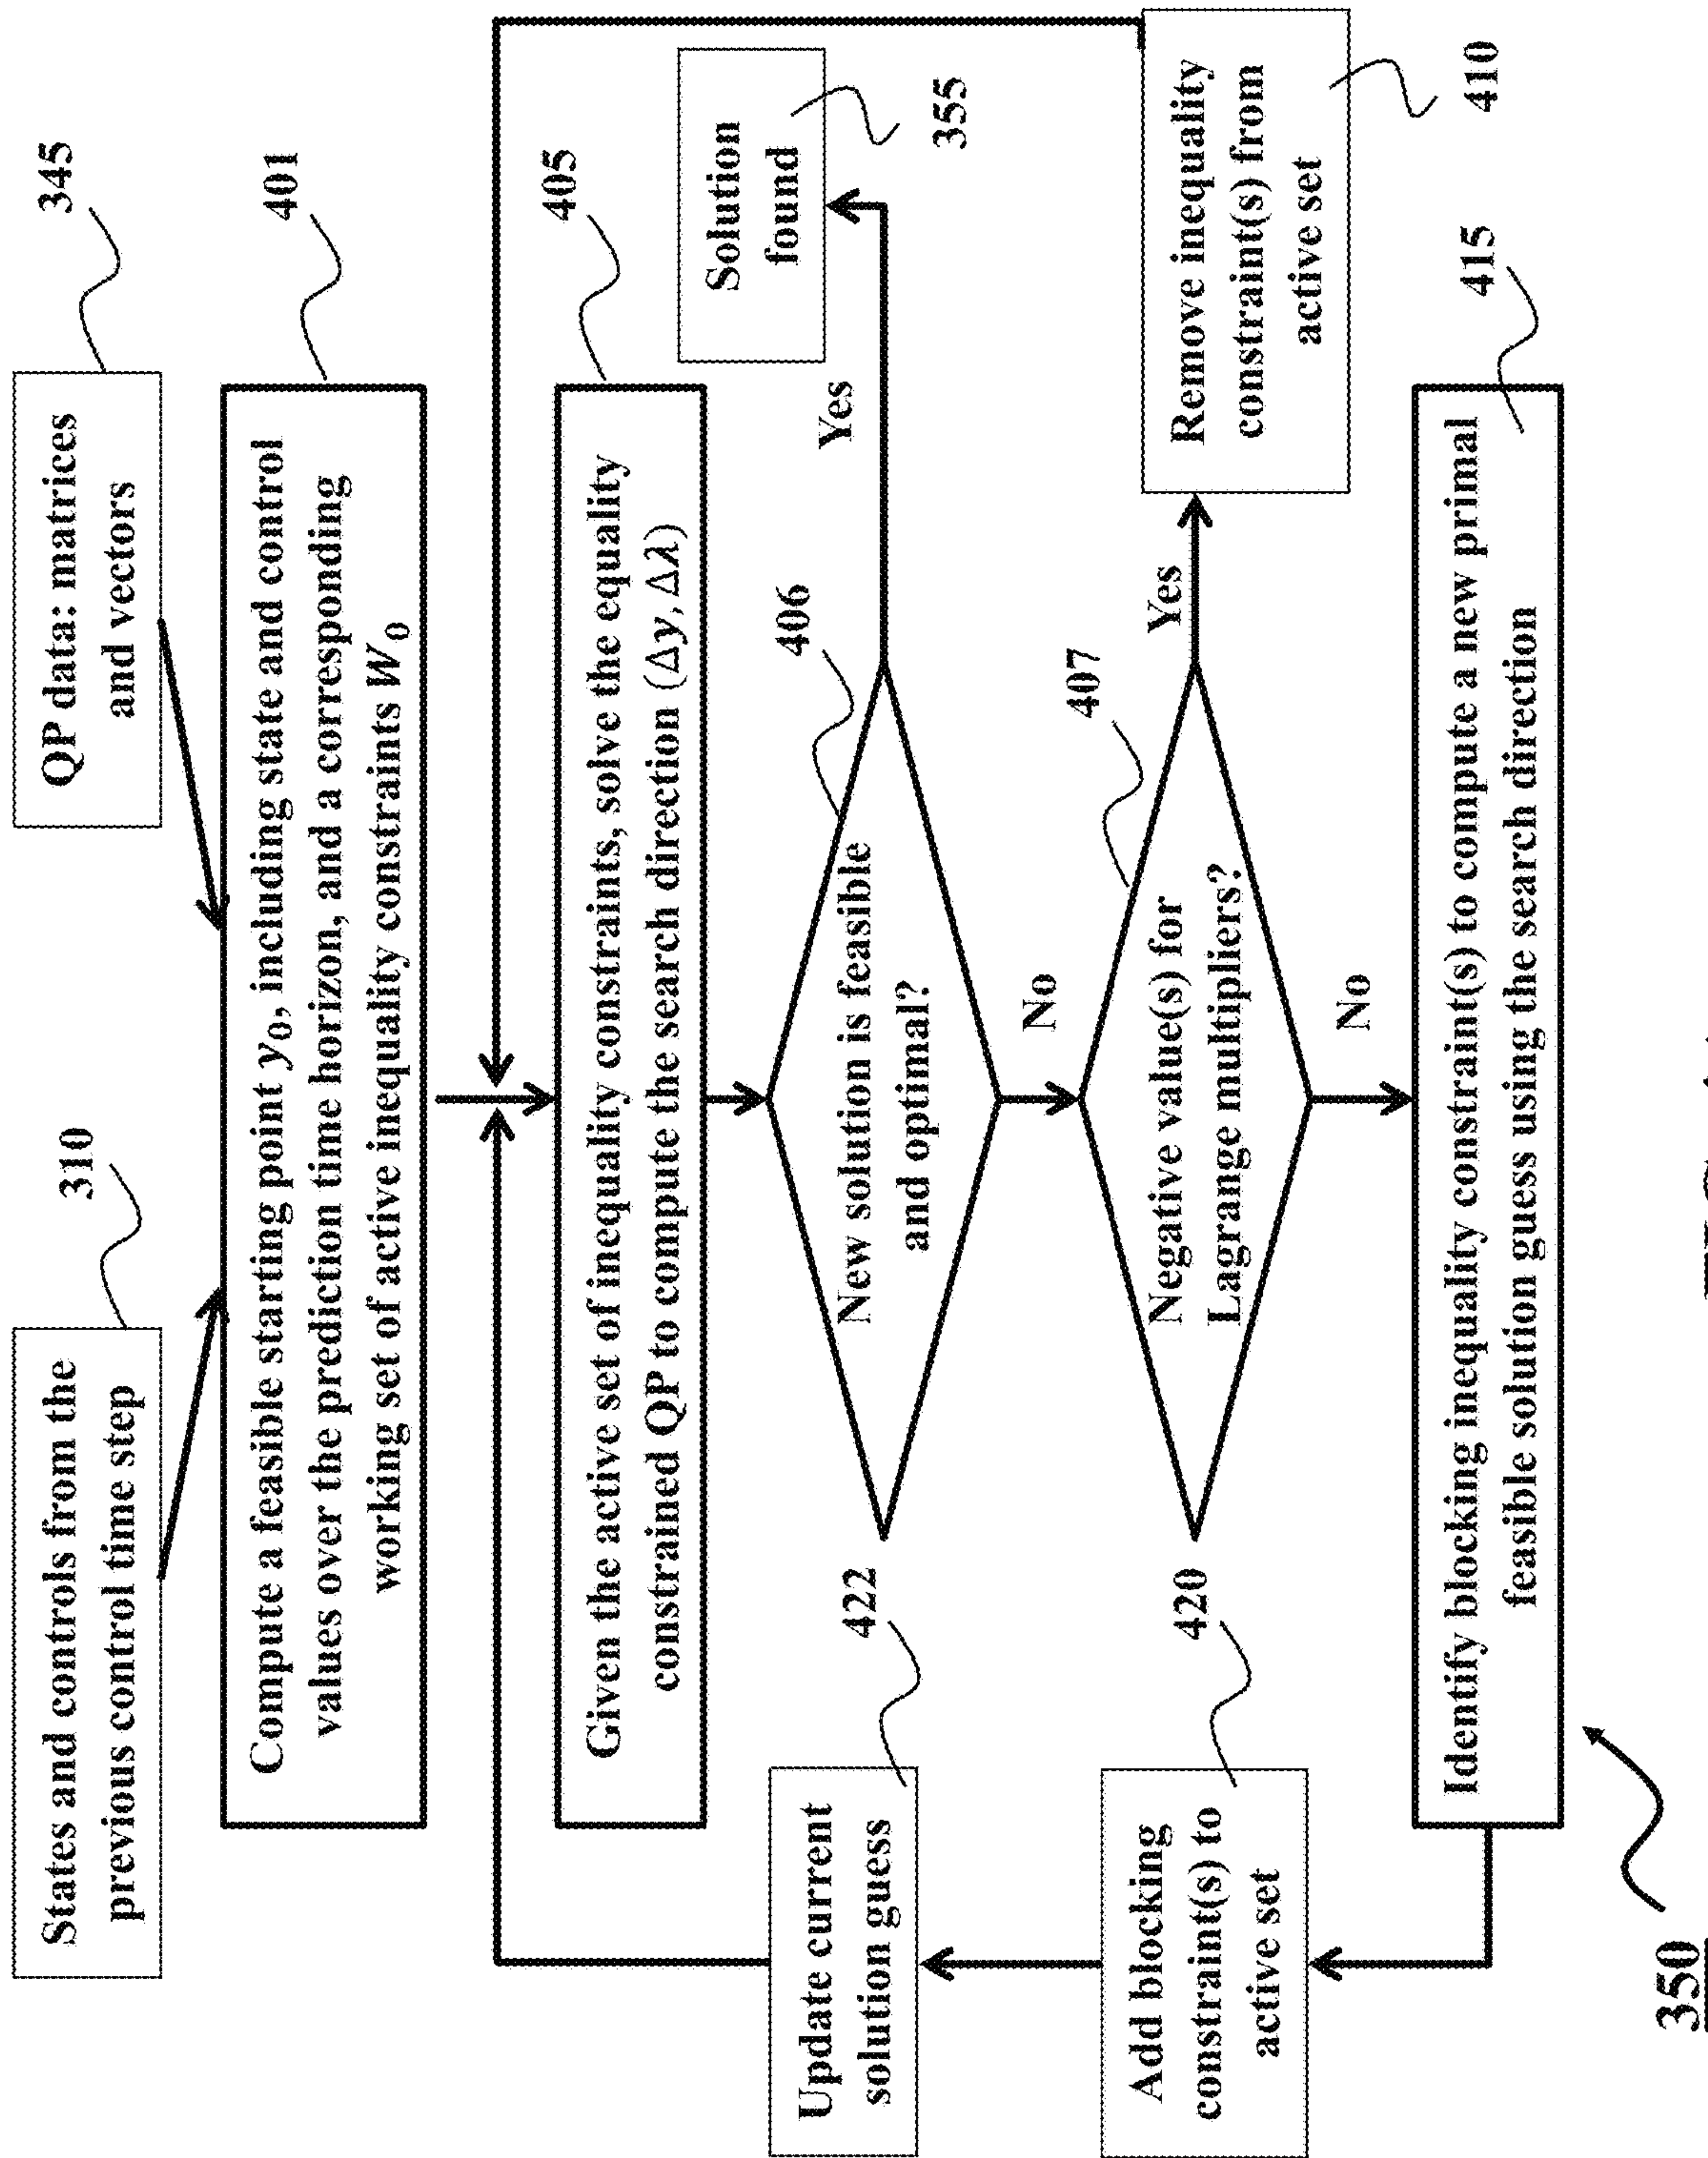 States and controls from the
previous control time step
310
QP data: matrices
and vectors
345
Compute a feasible starting point y₀, including state and control
values over the prediction time horizon, and a corresponding
working set of active inequality constraints W₀
401
Given the active set of inequality constraints, solve the equality
constrained QP to compute the search direction (Δy, Δλ)
405
New solution is feasible
and optimal?
406
Yes
Solution
found
355
No
Negative value(s) for
Lagrange multipliers?
407
Yes
Remove inequality
constraint(s) from
active set
410
No
Identify blocking inequality constraint(s) to compute a new primal
feasible solution guess using the search direction
415
Add blocking
constraint(s) to
active set
420
Update current
solution guess
422
350